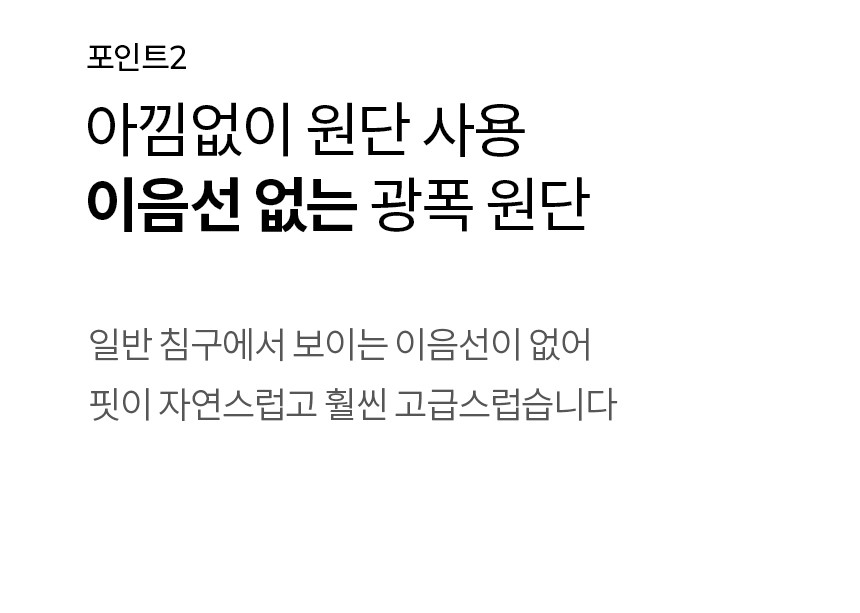 포인트2
아낌없이 원단 사용
이음선 없는 광폭 원단
일반 침구에서 보이는 이음선이 없어
핏이 자연스럽고 훨씬 고급스럽습니다